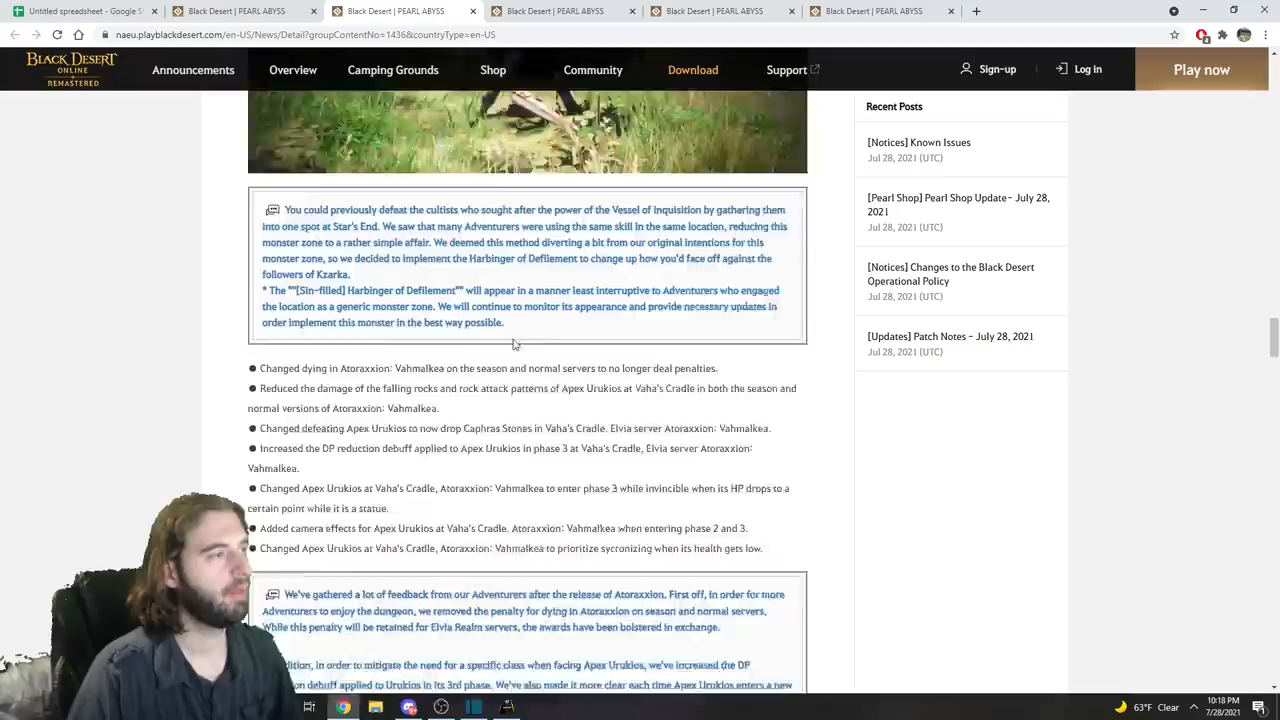 Untitled spreadsheet - Google S
Black Desert | PEARL ABYSS
Black Desert | PEARL ABYSS
Black Desert | PEARL ABYSS
Black Desert | PEARL ABYSS
Black Desert | PEARL ABYSS
naeu.playblackdesert.com/en-US/News/Detail?groupContentNo=1436&countryType=en-US
BLACK DESERT
ONLINE
REMASTERED
Announcements
Overview
Camping Grounds
Shop
Community
Download
Support
Sign-up
Log in
Play now
You could previously defeat the cultists who sought after the power of the Vessel of Inquisition by gathering them
into one spot at Star's End. We saw that many Adventurers were using the same skill in the same location, reducing this
monster zone to a rather simple affair. We deemed this method diverting a bit from our original intentions for this
monster zone, so we decided to implement the Harbinger of Defilement to change up how you'd face off against the
followers of Kzarka.
* The ""[Sin-filled] Harbinger of Defilement"" will appear in a manner least interruptive to Adventurers who engaged
the location as a generic monster zone. We will continue to monitor its appearance and provide necessary updates in
order implement this monster in the best way possible.
● Changed dying in Atoraxxion: Vahmalkea on the season and normal servers to no longer deal penalties.
● Reduced the damage of the falling rocks and rock attack patterns of Apex Urukios at Vaha's Cradle in both the season and
normal versions of Atoraxxion: Vahmalkea.
● Changed defeating Apex Urukios to now drop Caphras Stones in Vaha's Cradle. Elvia server Atoraxxion: Vahmalkea.
● Increased the DP reduction debuff applied to Apex Urukios in phase 3 at Vaha's Cradle, Elvia server Atoraxxion:
Vahmalkea.
● Changed Apex Urukios at Vaha's Cradle, Atoraxxion: Vahmalkea to enter phase 3 while invincible when its HP drops to a
certain point while it is a statue.
● Added camera effects for Apex Urukios at Vaha's Cradle. Atoraxxion: Vahmalkea when entering phase 2 and 3.
● Changed Apex Urukios at Vaha's Cradle, Atoraxxion: Vahmalkea to prioritize sycronizing when its health gets low.
We've gathered a lot of feedback from our Adventurers after the release of Atoraxxion. First off, in order for more
Adventurers to enjoy the dungeon, we removed the penalty for dying in Atoraxxion on season and normal servers.
While this penalty will be retained for Elvia Realm servers, the awards have been bolstered in exchange.
dition, in order to mitigate the need for a specific class when facing Apex Urukios, we've increased the DP
on debuff applied to Urukios in its 3rd phase. We've also made it more clear each time Apex Urukios enters a new
Recent Posts
[Notices] Known Issues
Jul 28, 2021 (UTC)
[Pearl Shop] Pearl Shop Update- July 28,
2021
Jul 28, 2021 (UTC)
[Notices] Changes to the Black Desert
Operational Policy
Jul 28, 2021 (UTC)
[Updates] Patch Notes - July 28, 2021
Jul 28, 2021 (UTC)
63°F Clear
10:18 PM
7/28/2021